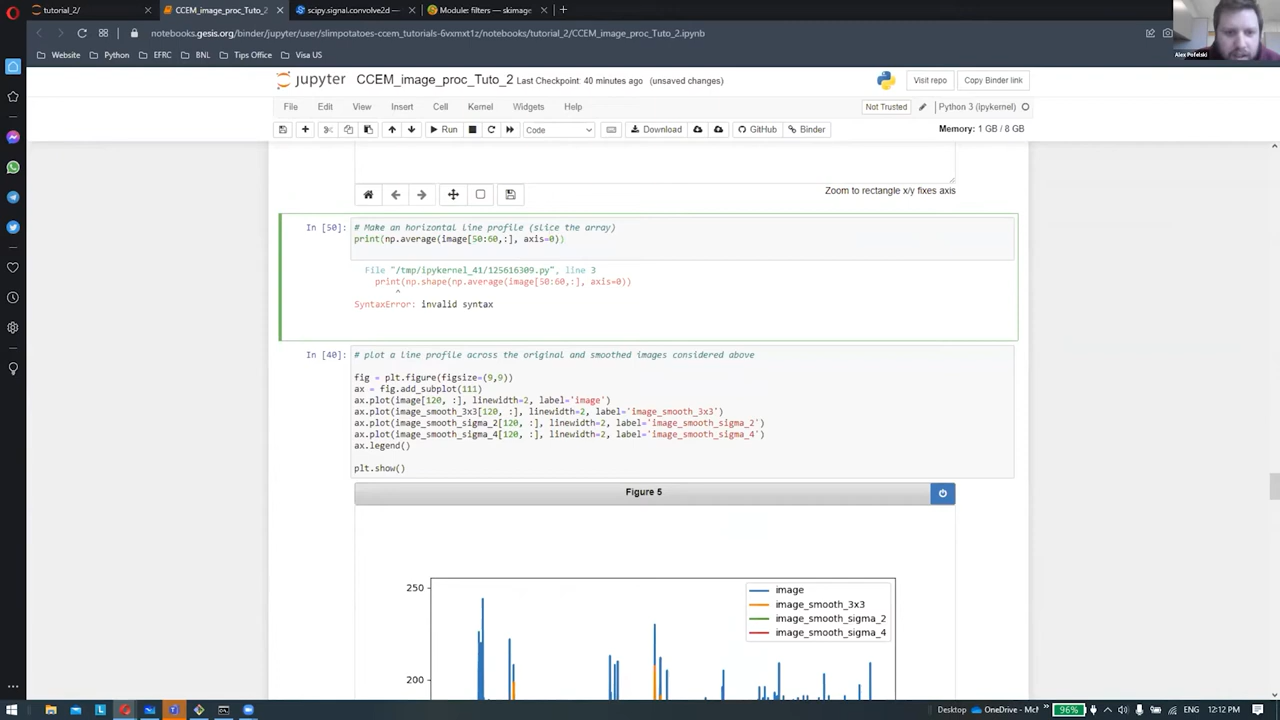 tutorial_2/
CCEM_image_proc_Tuto_2
scipy.signal.convolve2d —
Module: filters — skimage
Alex Pofelski
notebooks.gesis.org/binder/jupyter/user/slimpotatoes-ccem_tutorials-6vxmxt1z/notebooks/tutorial_2/CCEM_image_proc_Tuto_2.ipynb
Website Python EFRC BNL Tips Office Visa US
jupyter CCEM_image_proc_Tuto_2 Last Checkpoint: 40 minutes ago (unsaved changes) Visit repo Copy Binder link
File Edit View Insert Cell Kernel Widgets Help Not Trusted Python 3 (ipykernel)
Run Code Download GitHub Binder Memory: 1 GB / 8 GB
Zoom to rectangle x/y fixes axis
In [50]: # Make an horizontal line profile (slice the array)
print(np.average(image[50:60,:], axis=0))
File "/tmp/ipykernel_41/125616309.py", line 3
print(np.shape(np.average(image[50:60,:], axis=0))
^
SyntaxError: invalid syntax
In [40]: # plot a line profile across the original and smoothed images considered above
fig = plt.figure(figsize=(9,9))
ax = fig.add_subplot(111)
ax.plot(image[120, :], linewidth=2, label='image')
ax.plot(image_smooth_3x3[120, :], linewidth=2, label='image_smooth_3x3')
ax.plot(image_smooth_sigma_2[120, :], linewidth=2, label='image_smooth_sigma_2')
ax.plot(image_smooth_sigma_4[120, :], linewidth=2, label='image_smooth_sigma_4')
ax.legend()
plt.show()
Figure 5
250
image
image_smooth_3x3
image_smooth_sigma_2
image_smooth_sigma_4
200
96% Desktop OneDrive - McM 12:12 PM